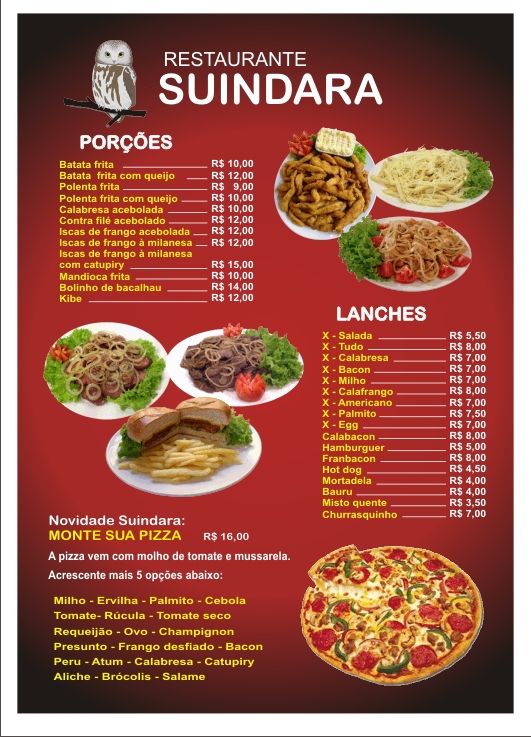 RESTAURANTE
SUINDARA
PORÇÕES
Batata frita R$ 10,00
Batata frita com queijo R$ 12,00
Polenta frita R$ 9,00
Polenta frita com queijo R$ 10,00
Calabresa acebolada R$ 10,00
Contra filé acebolado R$ 12,00
Iscas de frango acebolada R$ 12,00
Iscas de frango à milanesa R$ 12,00
Iscas de frango à milanesa
com catupiry R$ 15,00
Mandioca frita R$ 10,00
Bolinho de bacalhau R$ 14,00
Kibe R$ 12,00
LANCHES
X - Salada R$ 5,50
X - Tudo R$ 8,00
X - Calabresa R$ 7,00
X - Bacon R$ 7,00
X - Milho R$ 7,00
X - Calafrango R$ 8,00
X - Americano R$ 7,00
X - Palmito R$ 7,50
X - Egg R$ 7,00
Calabacon R$ 8,00
Hamburguer R$ 5,00
Franbacon R$ 8,00
Hot dog R$ 4,50
Mortadela R$ 4,00
Bauru R$ 4,00
Misto quente R$ 3,50
Churrasquinho R$ 7,00
Novidade Suindara:
MONTE SUA PIZZA R$ 16,00
A pizza vem com molho de tomate e mussarela.
Acrescente mais 5 opções abaixo:
Milho - Ervilha - Palmito - Cebola
Tomate- Rúcula - Tomate seco
Requeijão - Ovo - Champignon
Presunto - Frango desfiado - Bacon
Peru - Atum - Calabresa - Catupiry
Aliche - Brócolis - Salame